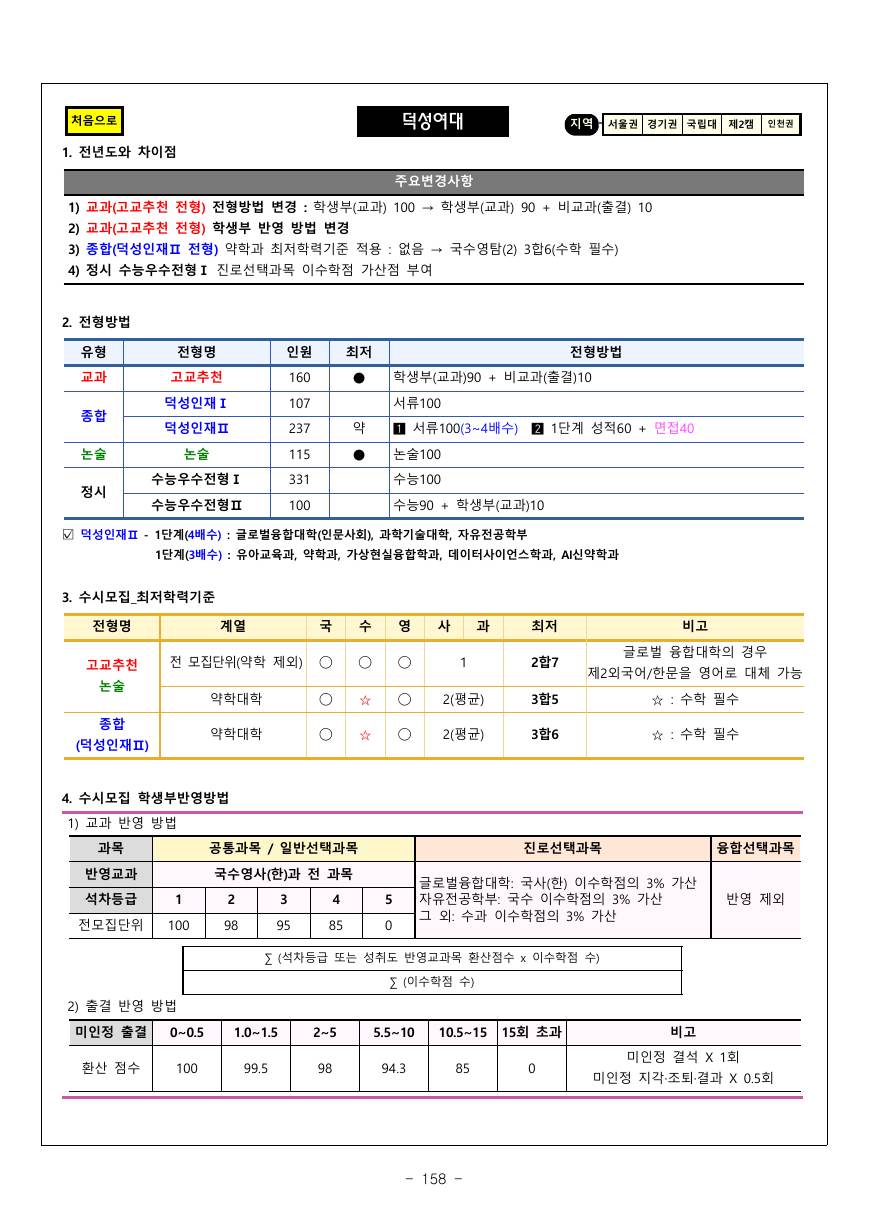 처음으로
덕성여대
지역 서울권 경기권 국립대 제2캠 인천권
1. 전년도와 차이점
주요변경사항
1) 교과(고교추천 전형) 전형방법 변경 : 학생부(교과) 100 → 학생부(교과) 90 + 비교과(출결) 10
2) 교과(고교추천 전형) 학생부 반영 방법 변경
3) 종합(덕성인재Ⅱ 전형) 약학과 최저학력기준 적용 : 없음 → 국수영탐(2) 3합6(수학 필수)
4) 정시 수능우수전형Ⅰ 진로선택과목 이수학점 가산점 부여
2. 전형방법
유형 전형명 인원 최저 전형방법
교과 고교추천 160 ● 학생부(교과)90 + 비교과(출결)10
종합 덕성인재Ⅰ 107 서류100
덕성인재Ⅱ 237 약 1 서류100(3~4배수) 2 1단계 성적60 + 면접40
논술 논술 115 ● 논술100
정시 수능우수전형Ⅰ 331 수능100
수능우수전형Ⅱ 100 수능90 + 학생부(교과)10
☑ 덕성인재Ⅱ - 1단계(4배수) : 글로벌융합대학(인문사회), 과학기술대학, 자유전공학부
1단계(3배수) : 유아교육과, 약학과, 가상현실융합학과, 데이터사이언스학과, AI신약학과
3. 수시모집_최저학력기준
전형명 계열 국 수 영 사 과 최저 비고
고교추천
논술
전 모집단위(약학 제외) ○ ○ ○ 1 2합7
글로벌 융합대학의 경우
제2외국어/한문을 영어로 대체 가능
약학대학 ○ ☆ ○ 2(평균) 3합5 ☆ : 수학 필수
종합
(덕성인재Ⅱ)
약학대학 ○ ☆ ○ 2(평균) 3합6 ☆ : 수학 필수
4. 수시모집 학생부반영방법
1) 교과 반영 방법
과목 공통과목 / 일반선택과목 진로선택과목 융합선택과목
반영교과 국수영사(한)과 전 과목
석차등급 1 2 3 4 5
전모집단위 100 98 95 85 0
글로벌융합대학: 국사(한) 이수학점의 3% 가산
자유전공학부: 국수 이수학점의 3% 가산
그 외: 수과 이수학점의 3% 가산
반영 제외
∑ (석차등급 또는 성취도 반영교과목 환산점수 x 이수학점 수)
∑ (이수학점 수)
2) 출결 반영 방법
미인정 출결 0~0.5 1.0~1.5 2~5 5.5~10 10.5~15 15회 초과 비고
환산 점수 100 99.5 98 94.3 85 0
미인정 결석 X 1회
미인정 지각·조퇴·결과 X 0.5회
- 158 -